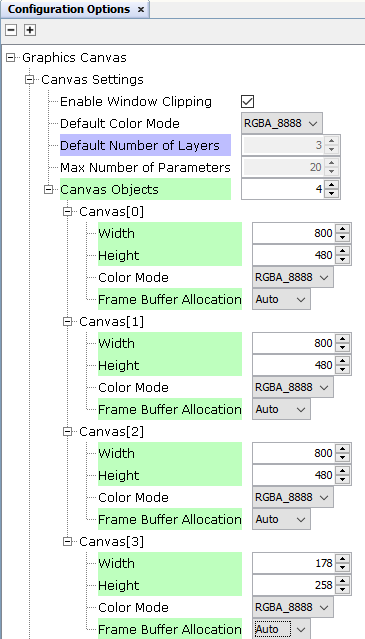 Configuration Options ×
Graphics Canvas
Canvas Settings
Enable Window Clipping
Default Color Mode RGBA_8888
Default Number of Layers 3
Max Number of Parameters 20
Canvas Objects 4
Canvas[0]
Width 800
Height 480
Color Mode RGBA_8888
Frame Buffer Allocation Auto
Canvas[1]
Width 800
Height 480
Color Mode RGBA_8888
Frame Buffer Allocation Auto
Canvas[2]
Width 800
Height 480
Color Mode RGBA_8888
Frame Buffer Allocation Auto
Canvas[3]
Width 178
Height 258
Color Mode RGBA_8888
Frame Buffer Allocation Auto